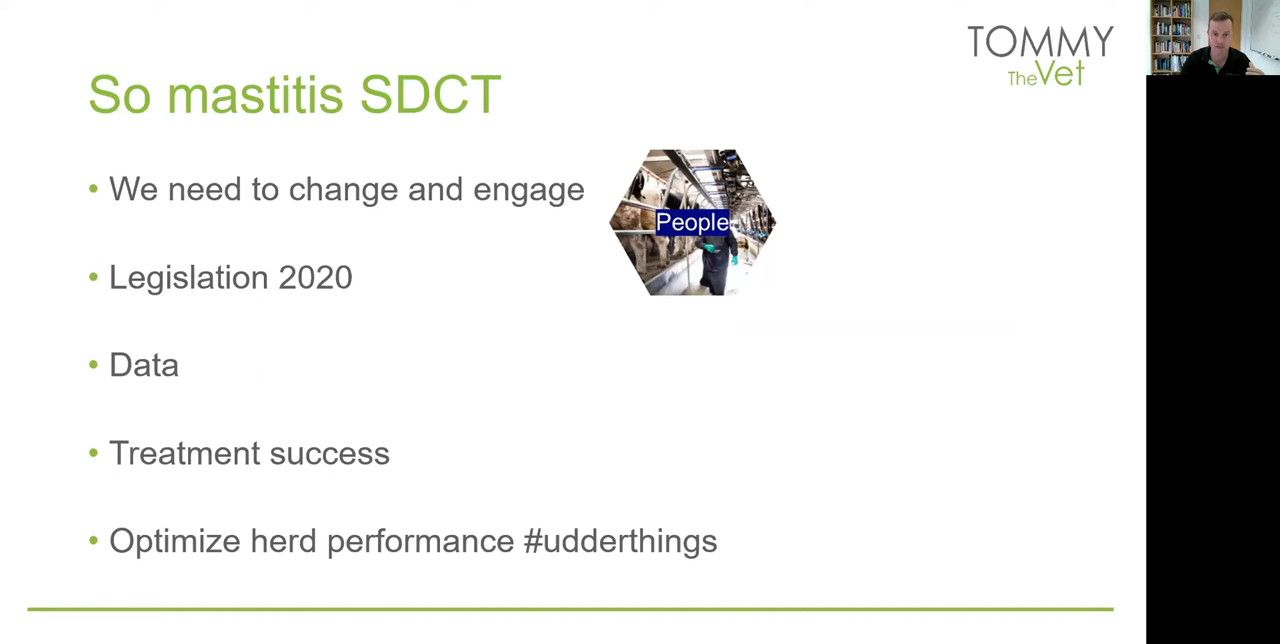 TOMMY
TheVet
So mastitis SDCT
• We need to change and engage
People
• Legislation 2020
• Data
• Treatment success
• Optimize herd performance #udderthings